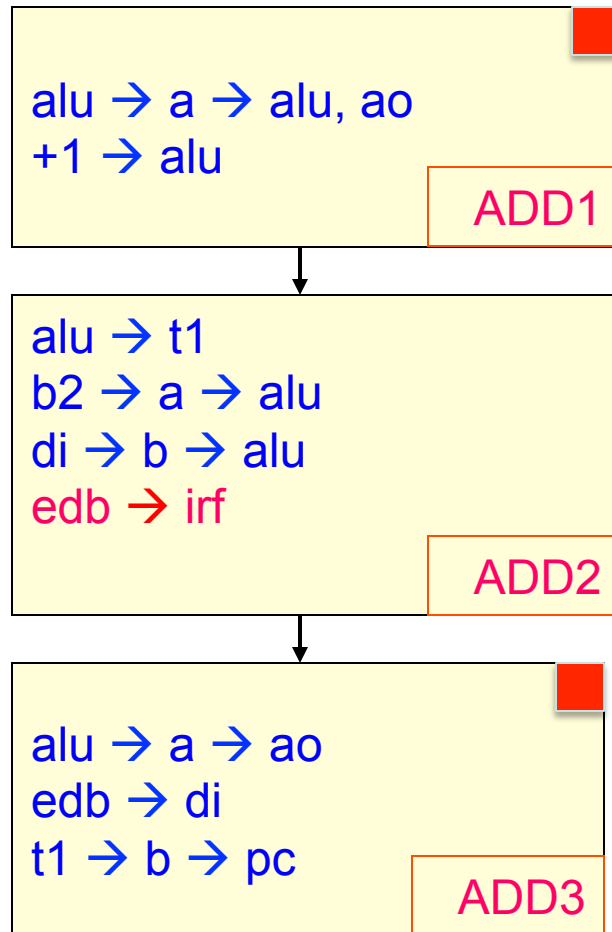 alu → a → alu, ao
+1 → alu
ADD1
alu → t1
b2 → a → alu
di → b → alu
edb → irf
ADD2
alu → a → ao
edb → di
t1 → b → pc
ADD3